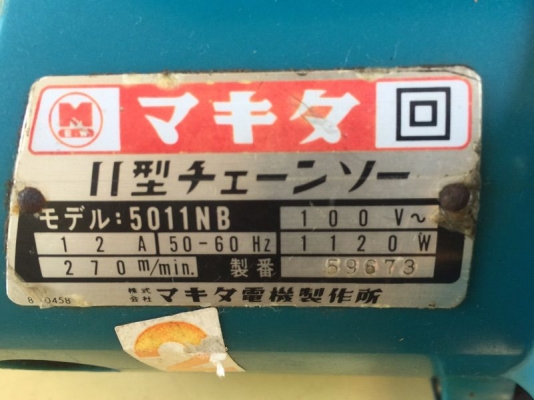 マキタ
11型チェーンソー
モデル:5011NB 100V～
12A 50-60Hz 1120W
270m/min. 製番 59673
株式会社 マキタ電機製作所